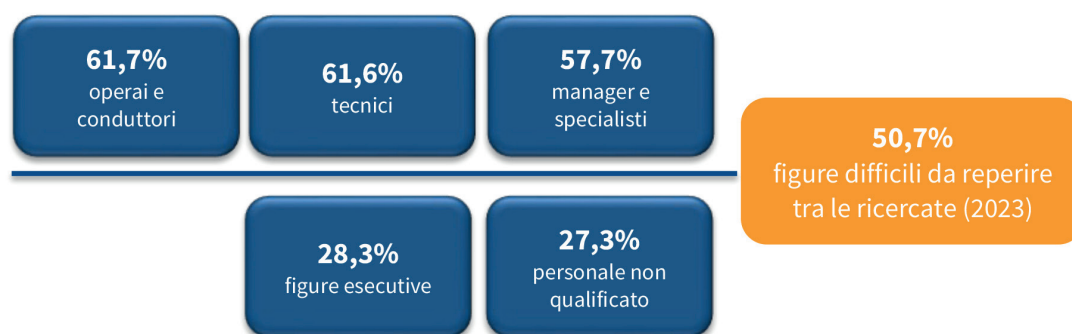 61,7%
operai e
conduttori
61,6%
tecnici
57,7%
manager e
specialisti
50,7%
figure difficili da reperire
tra le ricercate (2023)
28,3%
figure esecutive
27,3%
personale non
qualificato